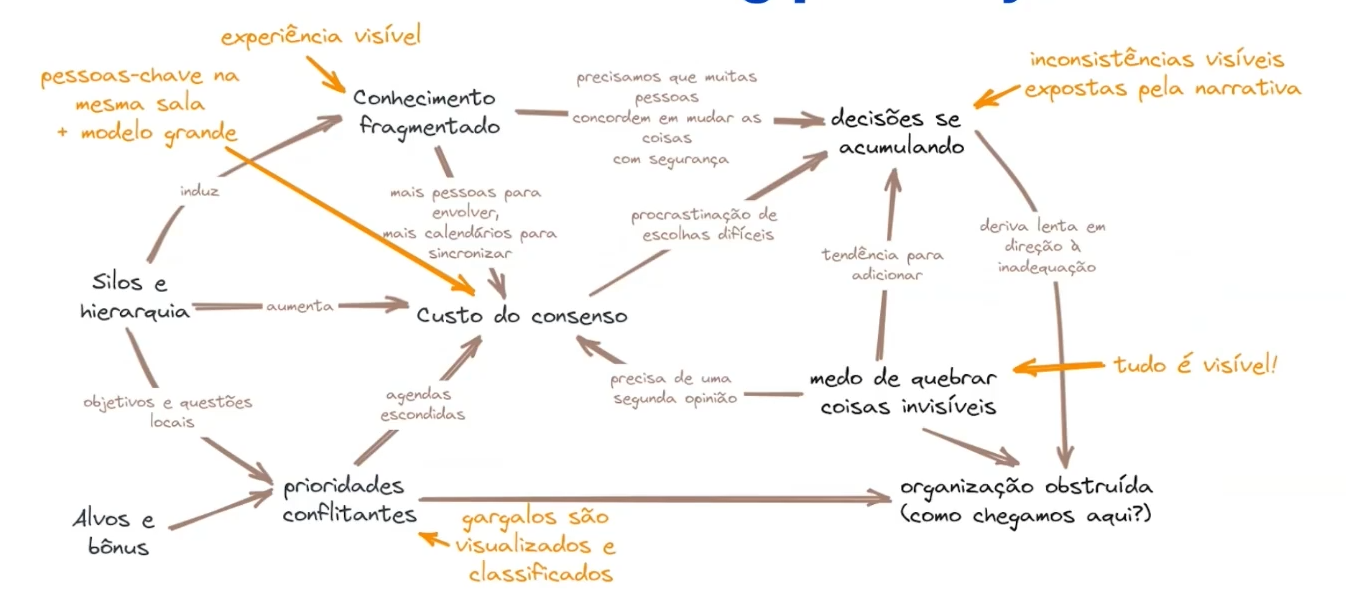 experiência visível
pessoas-chave na
mesma sala
+ modelo grande
Conhecimento
fragmentado
precisamos que muitas
pessoas
concordem em mudar as
coisas
com segurança
inconsistências visíveis
expostas pela narrativa
decisões se
acumulando
induz
mais pessoas para
envolver,
mais calendários para
sincronizar
procrastinação de
escolhas difíceis
tendência para
adicionar
deriva lenta em
direção à
inadequação
Silos e
hierarquia
aumenta
Custo do consenso
objetivos e questões
locais
agendas
escondidas
precisa de uma
segunda opinião
medo de quebrar
coisas invisíveis
tudo é visível!
Alvos e
bônus
prioridades
conflitantes
gargalos são
visualizados e
classificados
organização obstruída
(como chegamos aqui?)